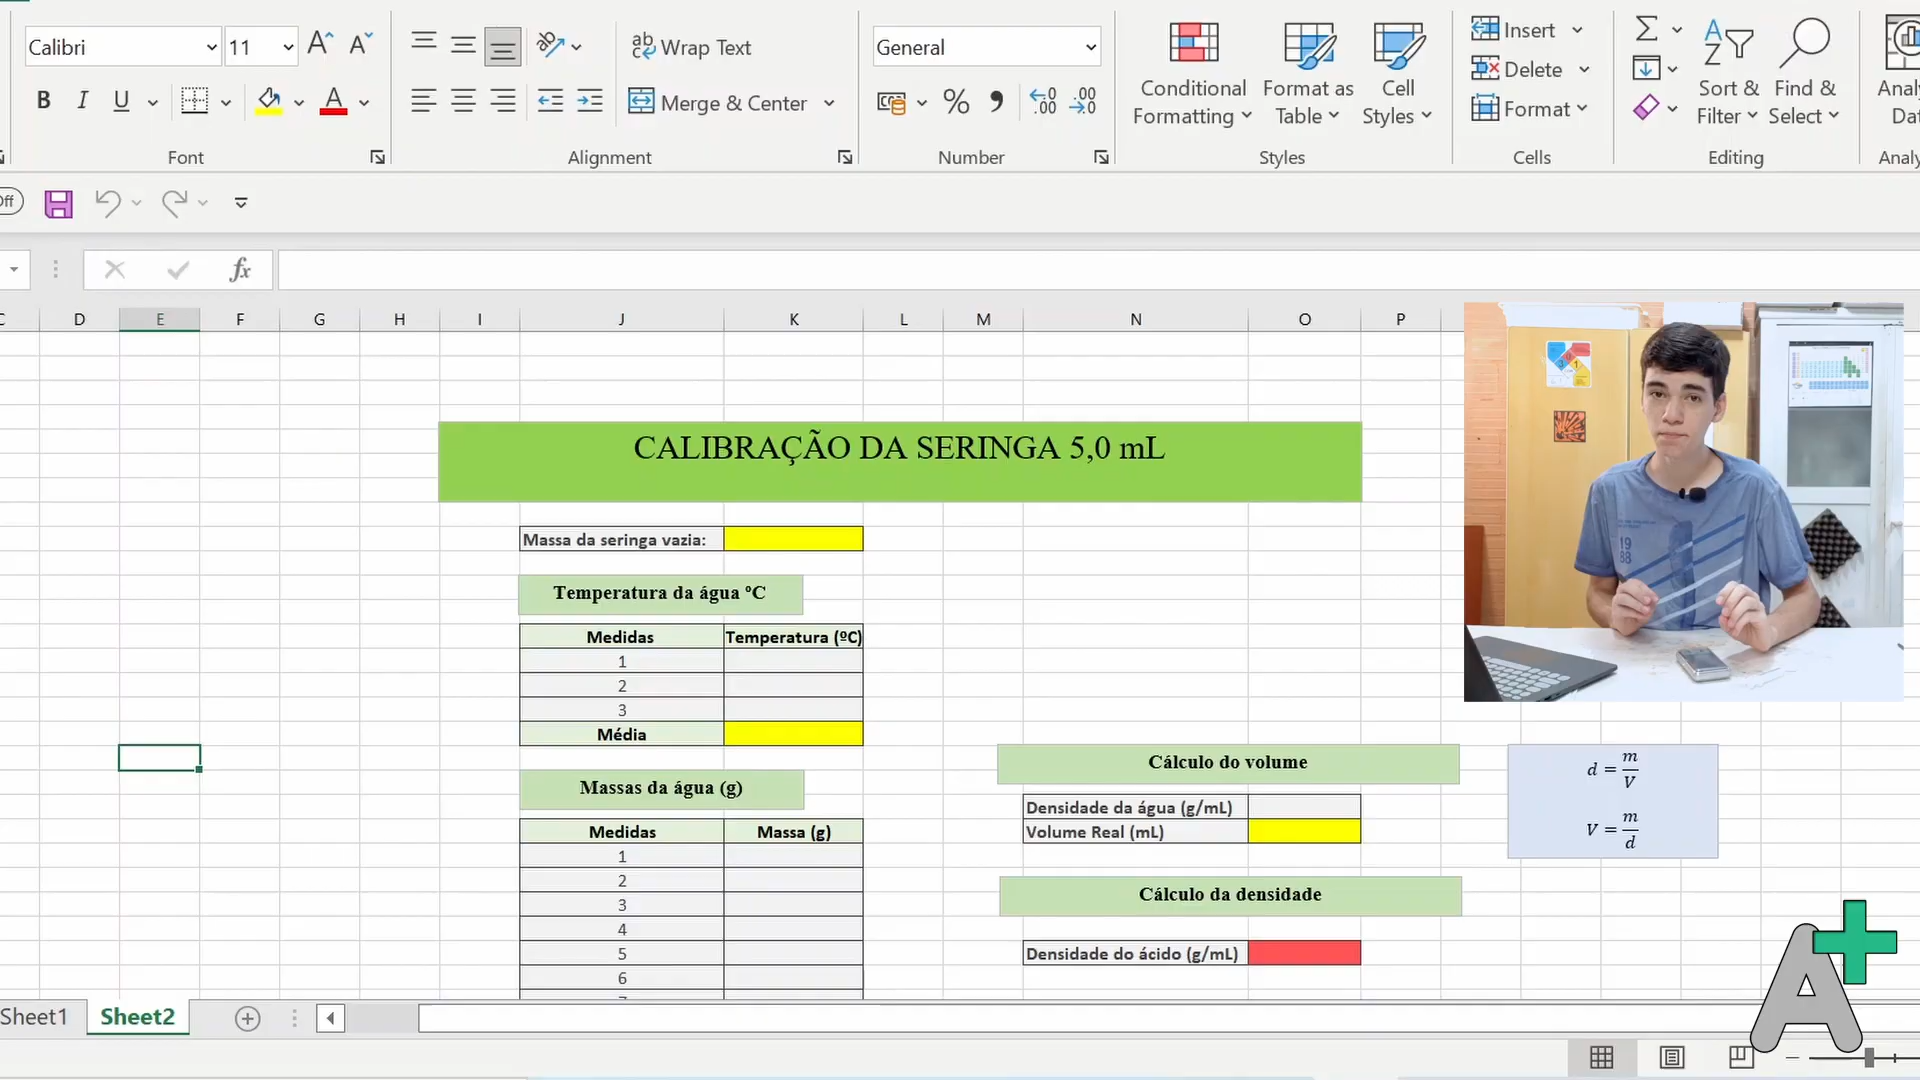 Calibri
11
Wrap Text
General
Insert
Delete
Format
Conditional Formatting
Format as Table
Cell Styles
Sort & Filter
Find & Select
B I U
Merge & Center
Font
Alignment
Number
Styles
Cells
Editing
fx
D E F G H I J K L M N O P
CALIBRAÇÃO DA SERINGA 5,0 mL
Massa da seringa vazia:
Temperatura da água ºC
Medidas Temperatura (ºC)
1
2
3
Média
Massas da água (g)
Medidas Massa (g)
1
2
3
4
5
6
Cálculo do volume
Densidade da água (g/mL)
Volume Real (mL)
Cálculo da densidade
Densidade do ácido (g/mL)
d = m/V
V = m/d
1988
Sheet1
Sheet2
A+